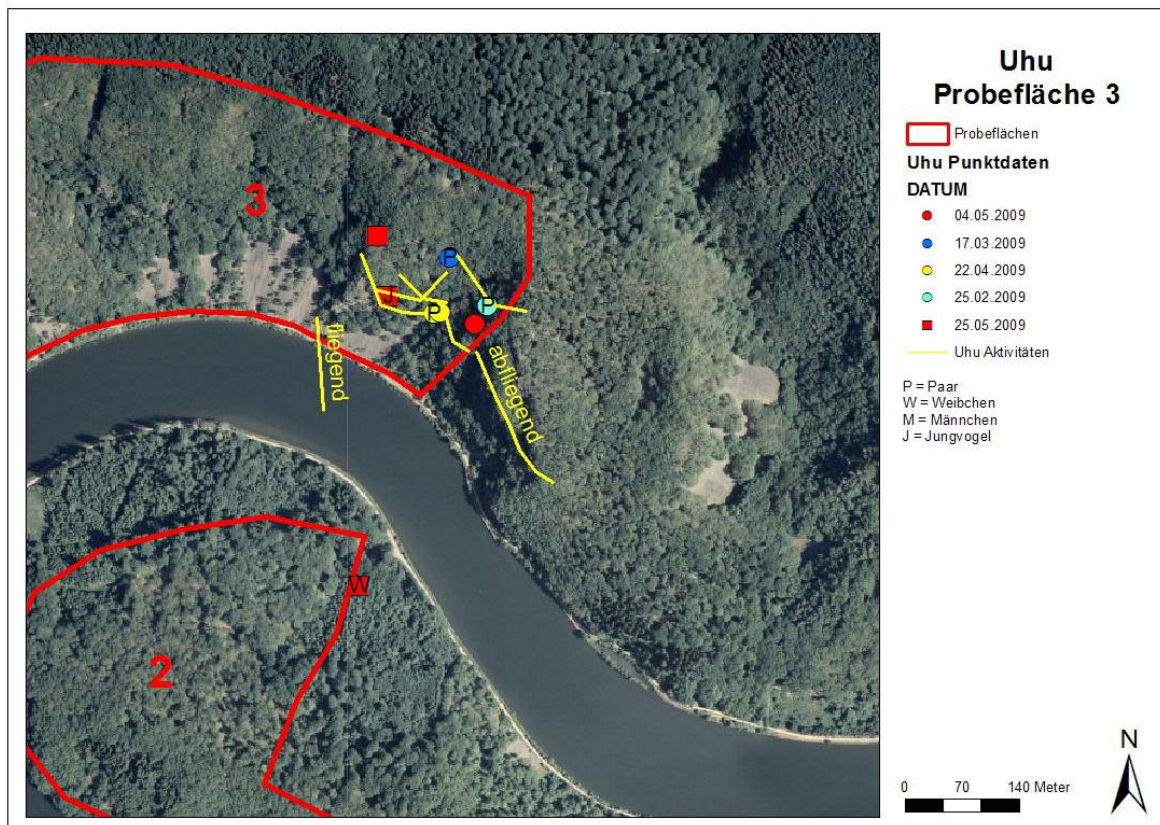 Uhu
Probefläche 3
Probeflächen
Uhu Punktdaten
DATUM
04.05.2009
17.03.2009
22.04.2009
25.02.2009
25.05.2009
Uhu Aktivitäten
P = Paar
W = Weibchen
M = Männchen
J = Jungvogel
3
P
J
P
P
fliegend
abfliegend
W
2
N
0 70 140 Meter